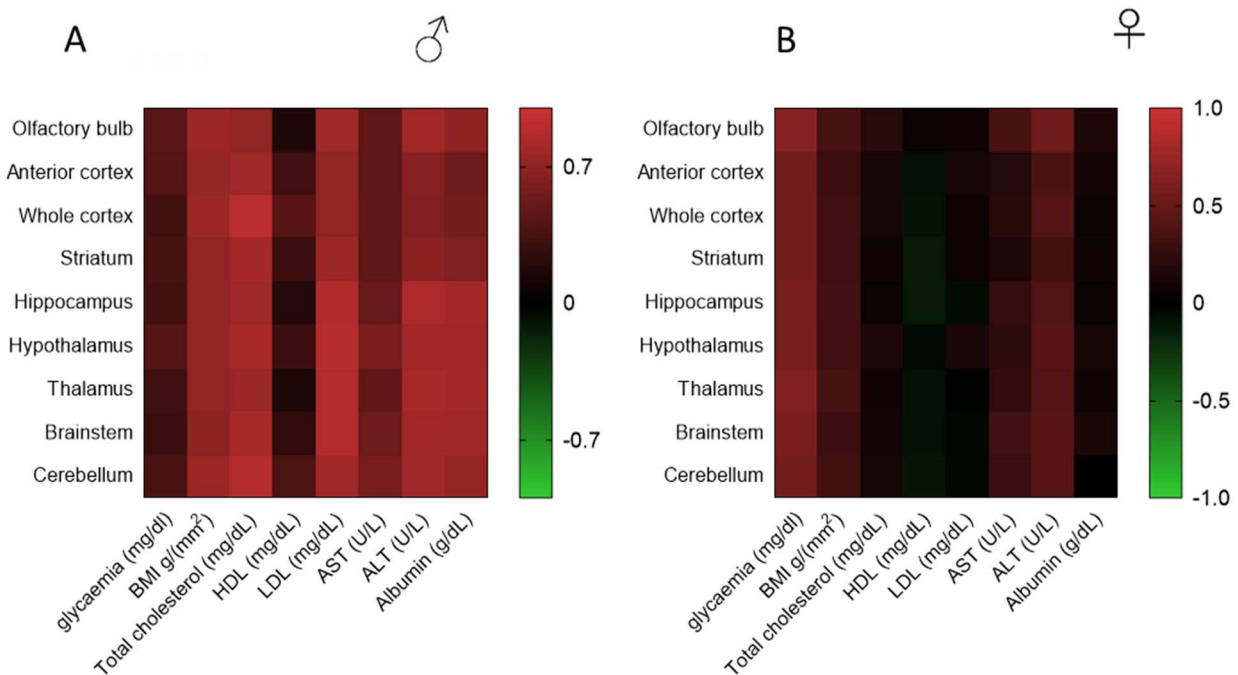 A
♂
Olfactory bulb
Anterior cortex
Whole cortex
Striatum
Hippocampus
Hypothalamus
Thalamus
Brainstem
Cerebellum
0.7
0
-0.7
glycaemia (mg/dl)
BMI g/(mm²)
Total cholesterol (mg/dL)
HDL (mg/dL)
LDL (mg/dL)
AST (U/L)
ALT (U/L)
Albumin (g/dL)
B
♀
Olfactory bulb
Anterior cortex
Whole cortex
Striatum
Hippocampus
Hypothalamus
Thalamus
Brainstem
Cerebellum
1.0
0.5
0
-0.5
-1.0
glycaemia (mg/dl)
BMI g/(mm²)
Total cholesterol (mg/dL)
HDL (mg/dL)
LDL (mg/dL)
AST (U/L)
ALT (U/L)
Albumin (g/dL)